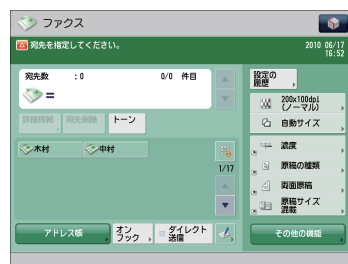 ファクス
宛先を指定してください。
2010 06/17
16:52
宛先数 :0 0/0 件目
=
詳細情報 宛先削除 トーン
木村 中村
1/17
アドレス帳
オン
フック
ダイレクト
送信
設定の
履歴
200x100dpi
(ノーマル)
自動サイズ
濃度
原稿の種類
両面原稿
原稿サイズ
混載
その他の機能